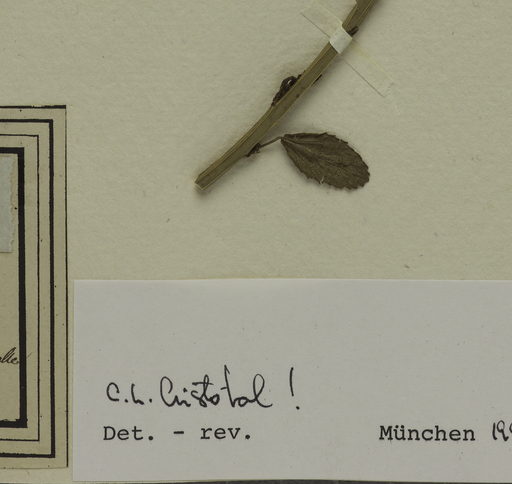 C. L. Cristóbal !
Det. - rev. München